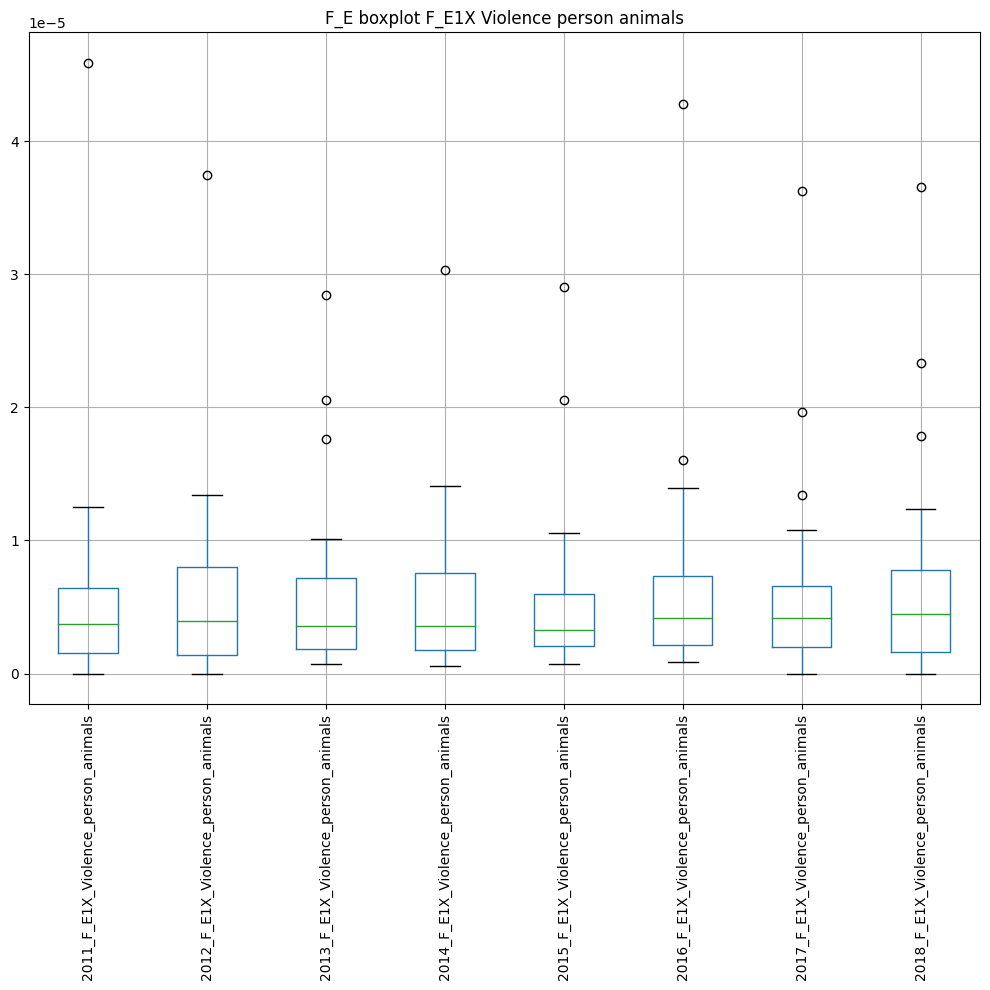 F_E boxplot F_E1X Violence person animals
1e−5
4
3
2
1
0
2011_F_E1X_Violence_person_animals
2012_F_E1X_Violence_person_animals
2013_F_E1X_Violence_person_animals
2014_F_E1X_Violence_person_animals
2015_F_E1X_Violence_person_animals
2016_F_E1X_Violence_person_animals
2017_F_E1X_Violence_person_animals
2018_F_E1X_Violence_person_animals